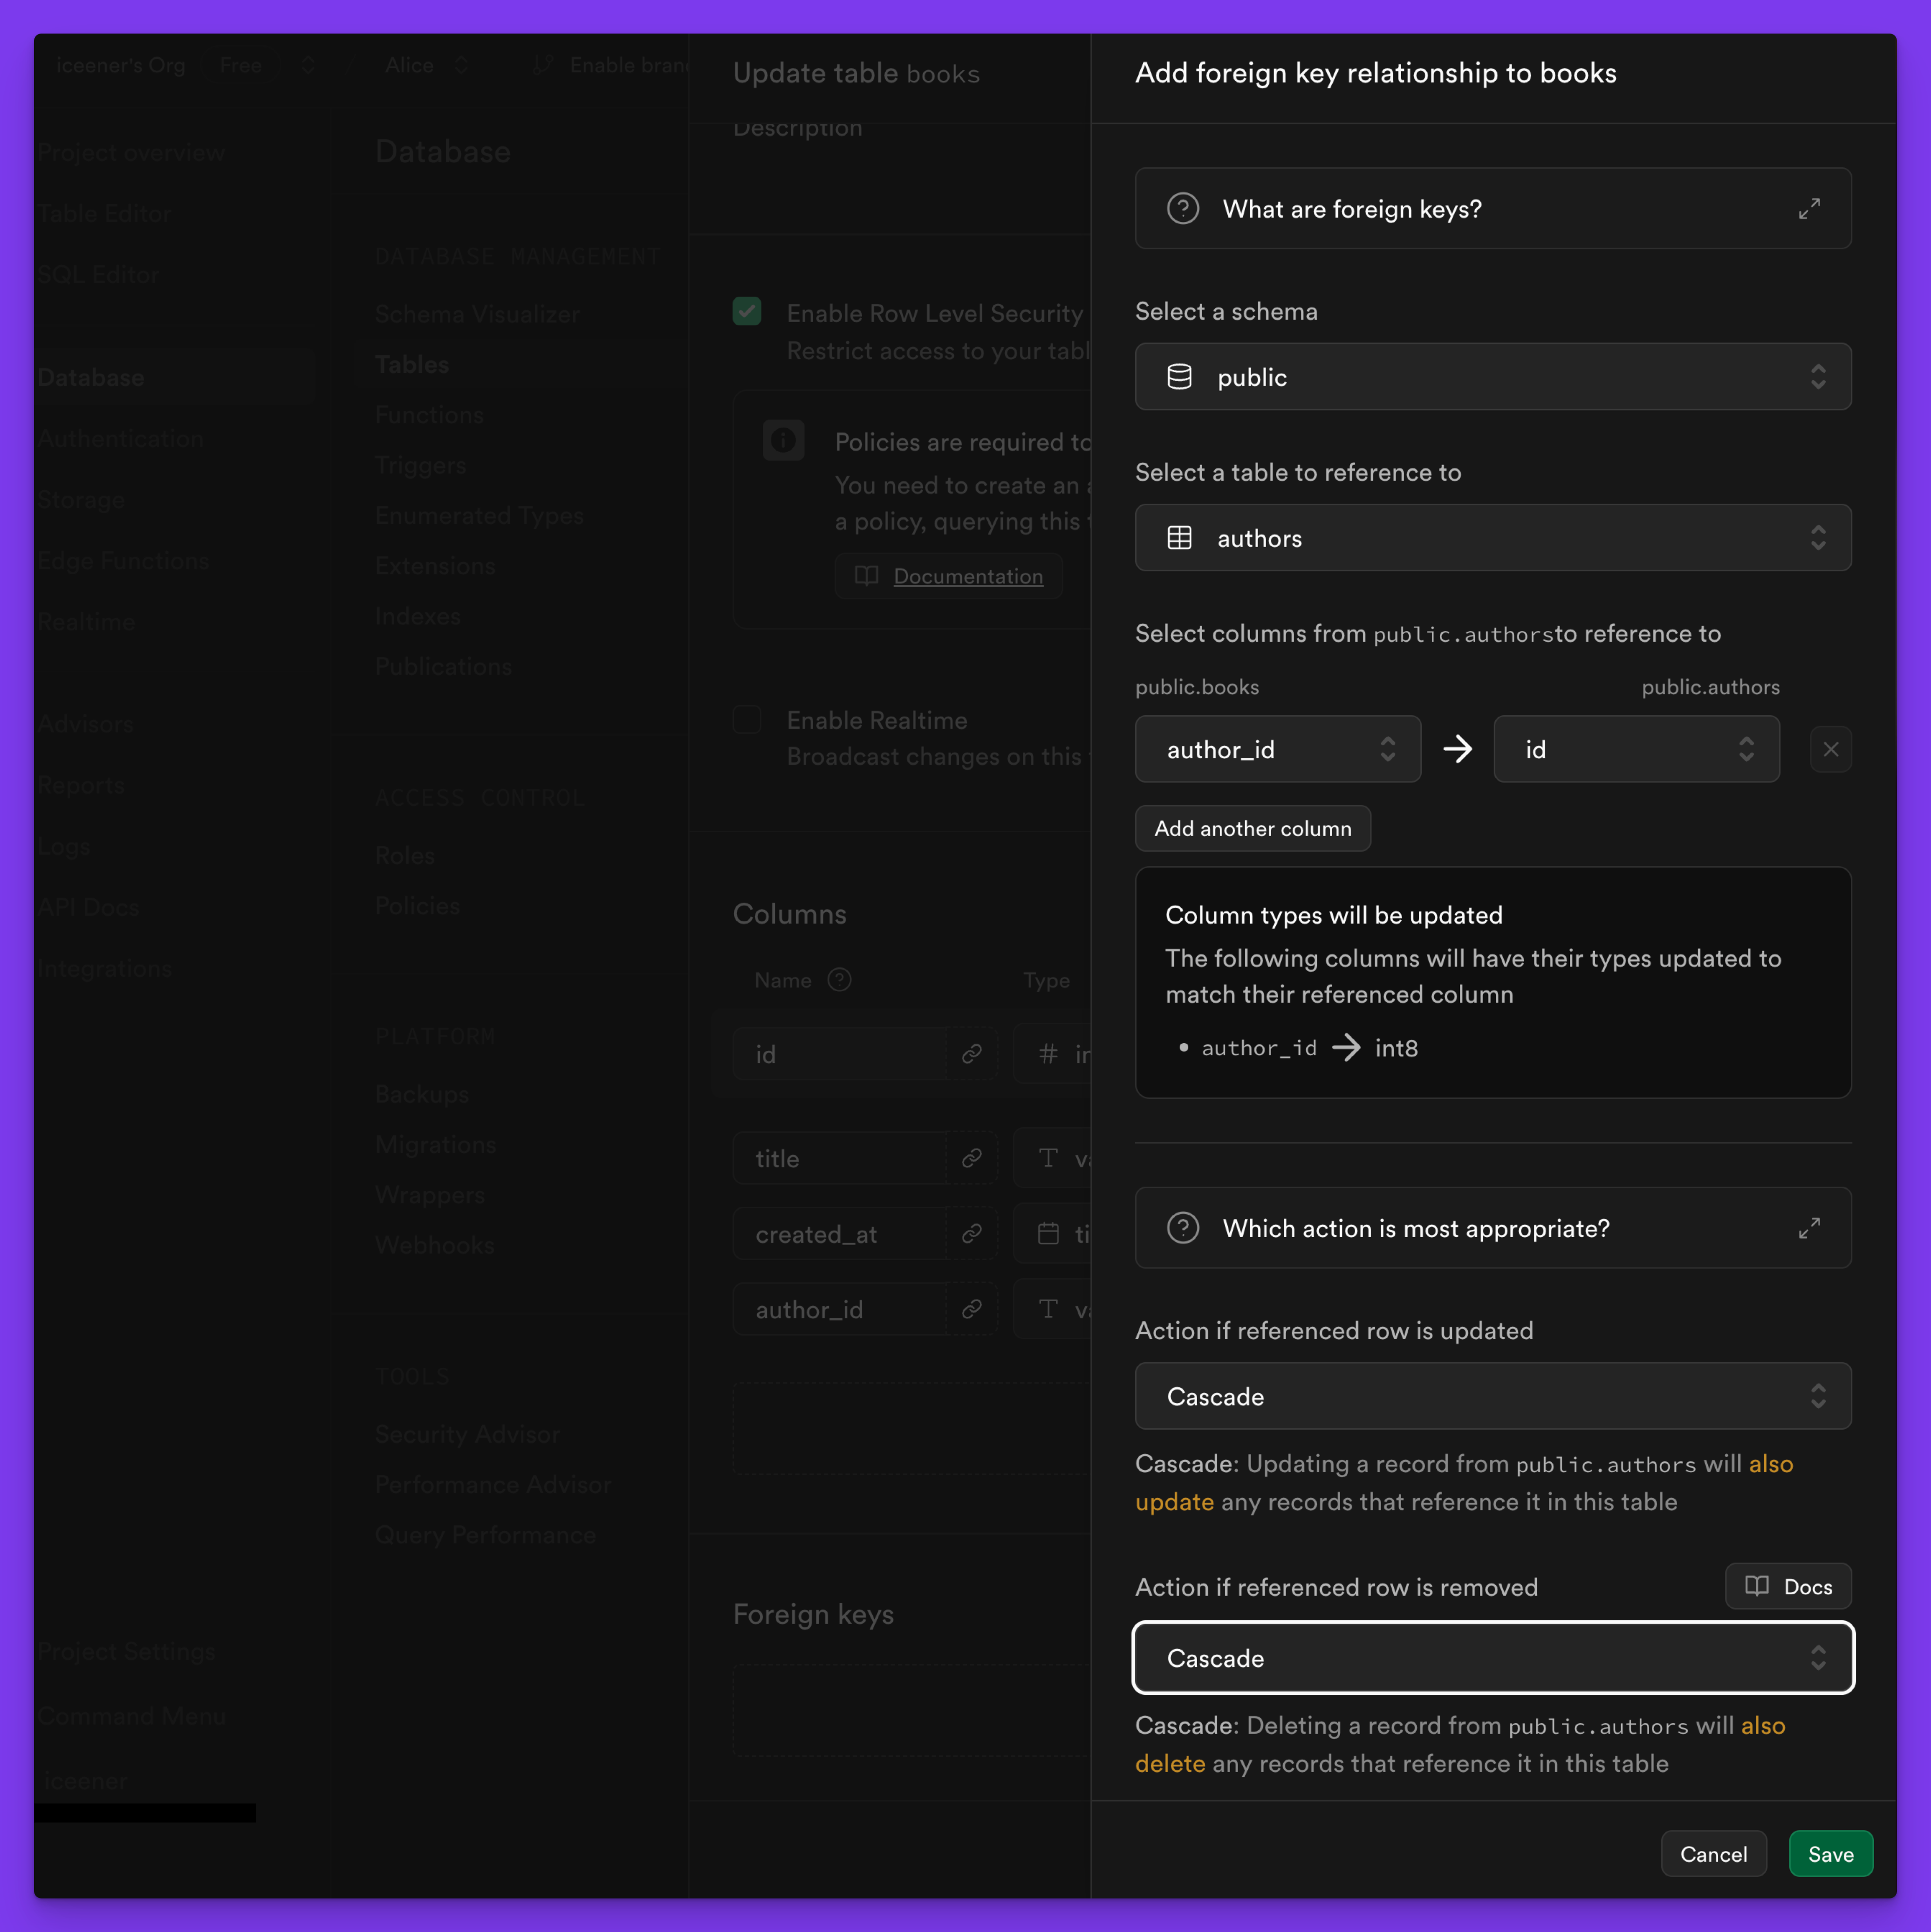 iceener's Org Free
Alice
Enable bran
Project overview
Table Editor
SQL Editor
Database
Authentication
Storage
Edge Functions
Realtime
Advisors
Reports
Logs
API Docs
Integrations
Project Settings
Command Menu
iceener
Database
DATABASE MANAGEMENT
Schema Visualizer
Tables
Functions
Triggers
Enumerated Types
Extensions
Indexes
Publications
ACCESS CONTROL
Roles
Policies
PLATFORM
Backups
Migrations
Wrappers
Webhooks
TOOLS
Security Advisor
Performance Advisor
Query Performance
Update table books
Description
Enable Row Level Security
Restrict access to your tabl
Policies are required to
You need to create an a
a policy, querying this t
Documentation
Enable Realtime
Broadcast changes on this t
Columns
Name Type
id # in
title T va
created_at ti
author_id T va
Foreign keys
Add foreign key relationship to books
What are foreign keys?
Select a schema
public
Select a table to reference to
authors
Select columns from public.authorsto reference to
public.books public.authors
author_id → id
Add another column
Column types will be updated
The following columns will have their types updated to
match their referenced column
• author_id → int8
Which action is most appropriate?
Action if referenced row is updated
Cascade
Cascade: Updating a record from public.authors will also
update any records that reference it in this table
Action if referenced row is removed Docs
Cascade
Cascade: Deleting a record from public.authors will also
delete any records that reference it in this table
Cancel Save